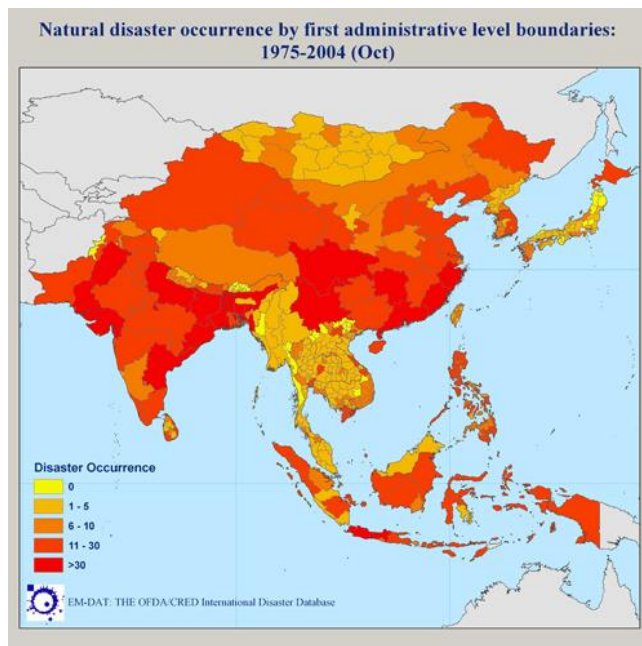 Natural disaster occurrence by first administrative level boundaries:
1975-2004 (Oct)
Disaster Occurrence
0
1 - 5
6 - 10
11 - 30
>30
EM-DAT: THE OFDA/CRED International Disaster Database